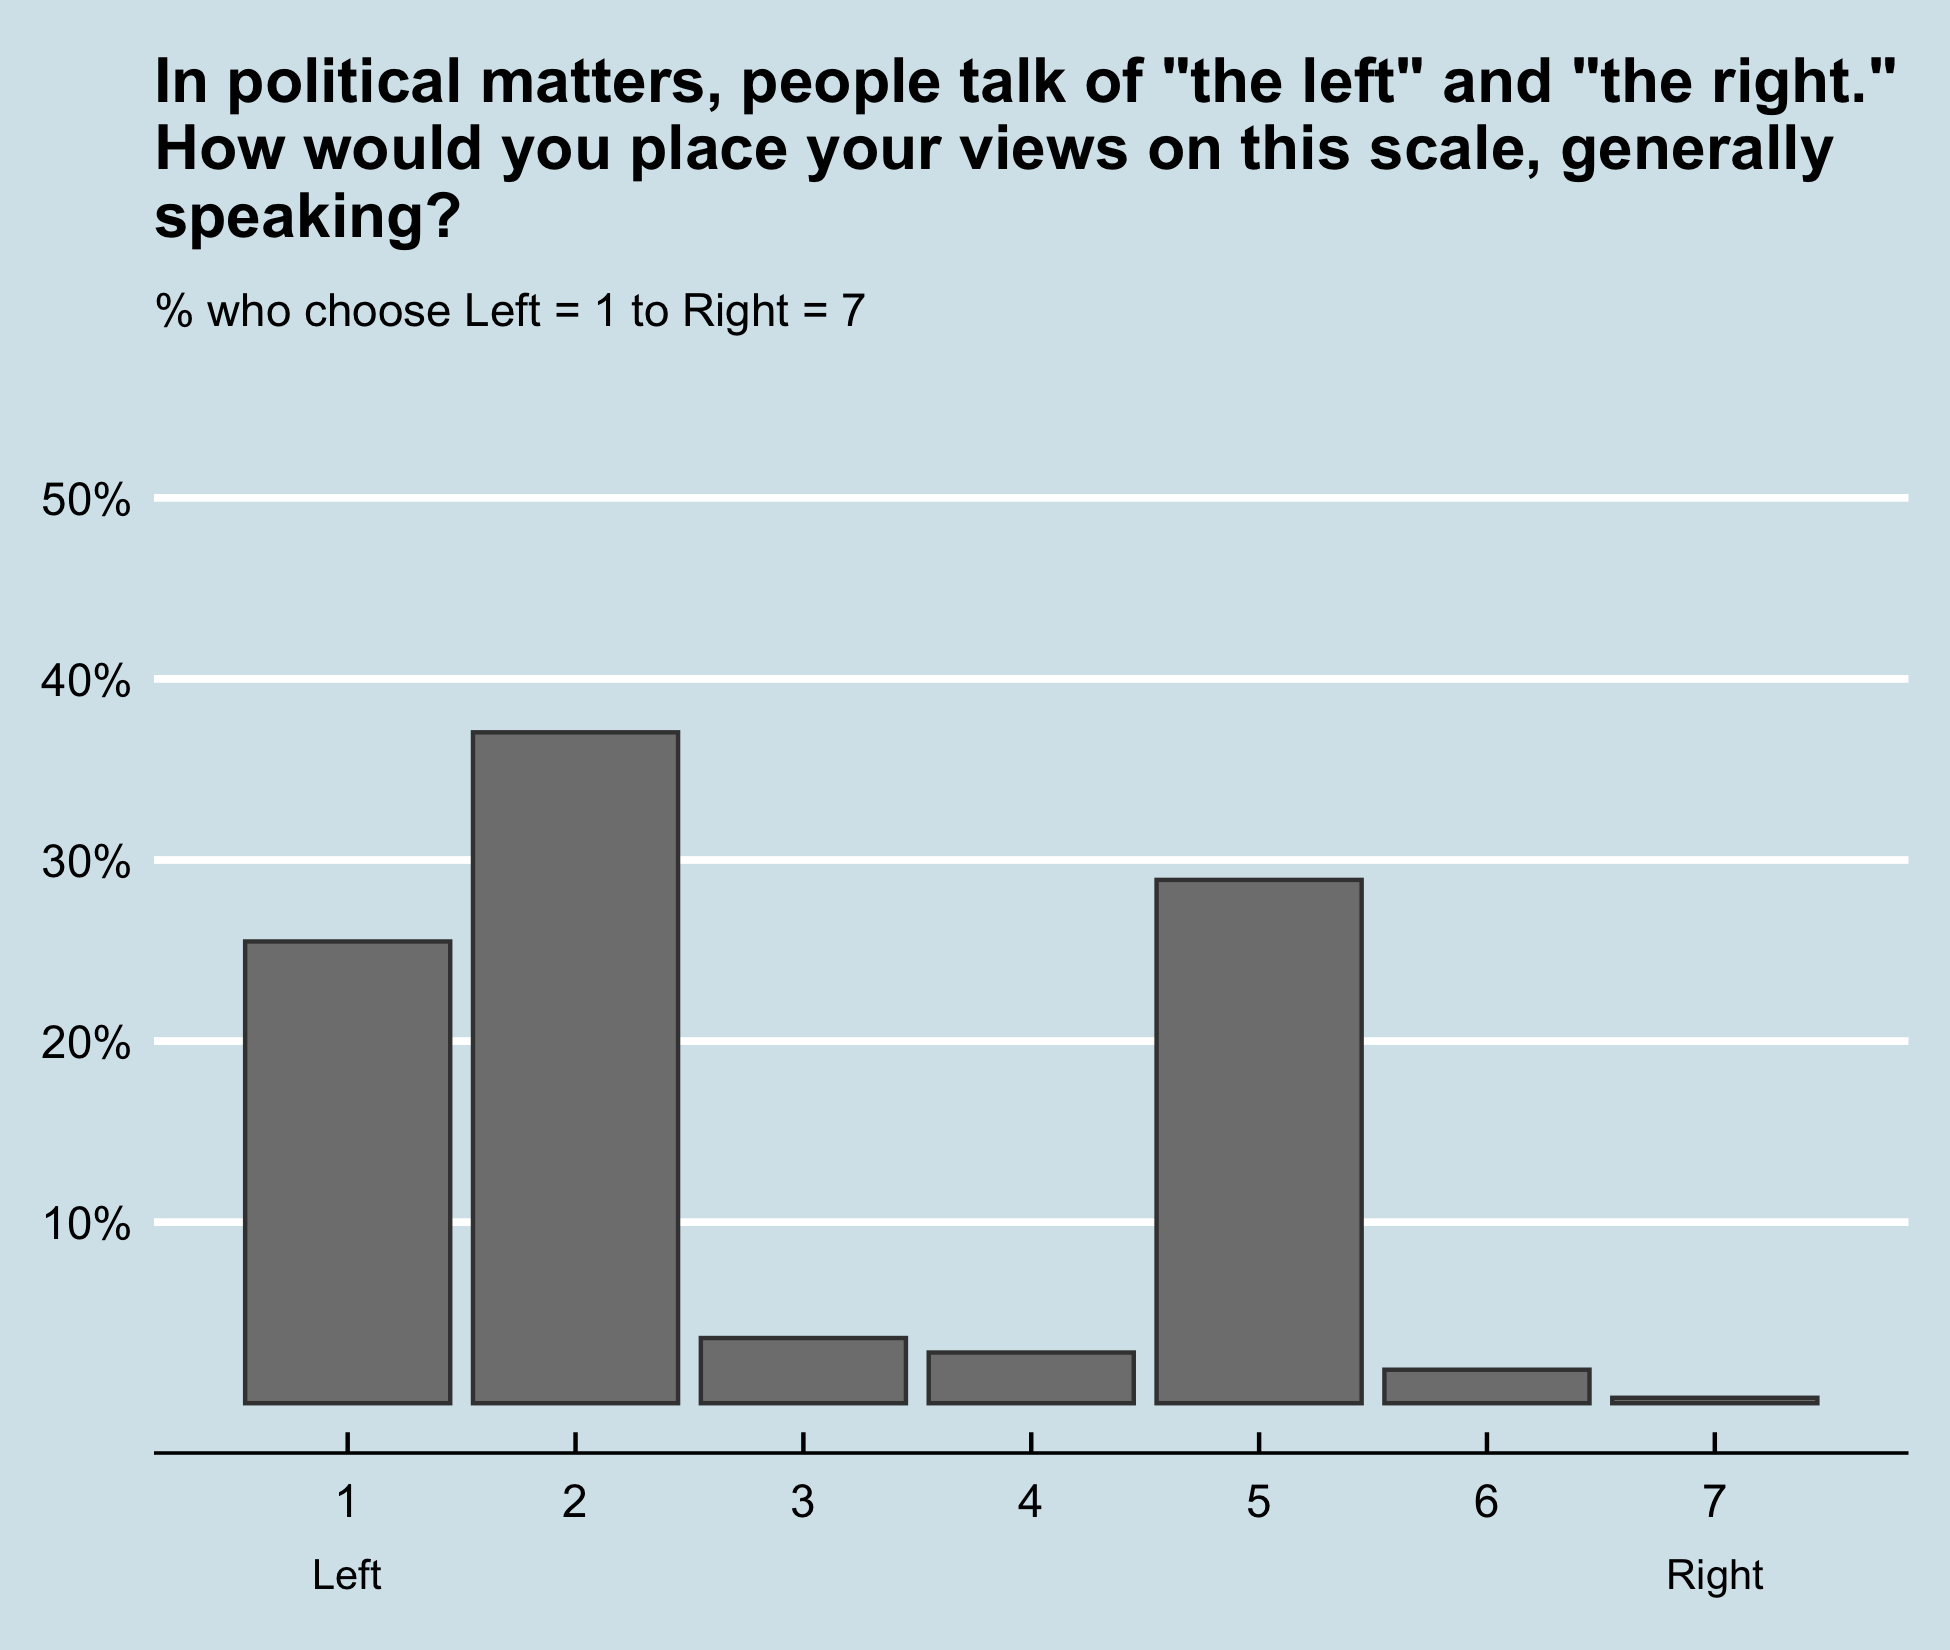 In political matters, people talk of "the left" and "the right."
How would you place your views on this scale, generally
speaking?
% who choose Left = 1 to Right = 7
50%
40%
30%
20%
10%
1 2 3 4 5 6 7
Left Right